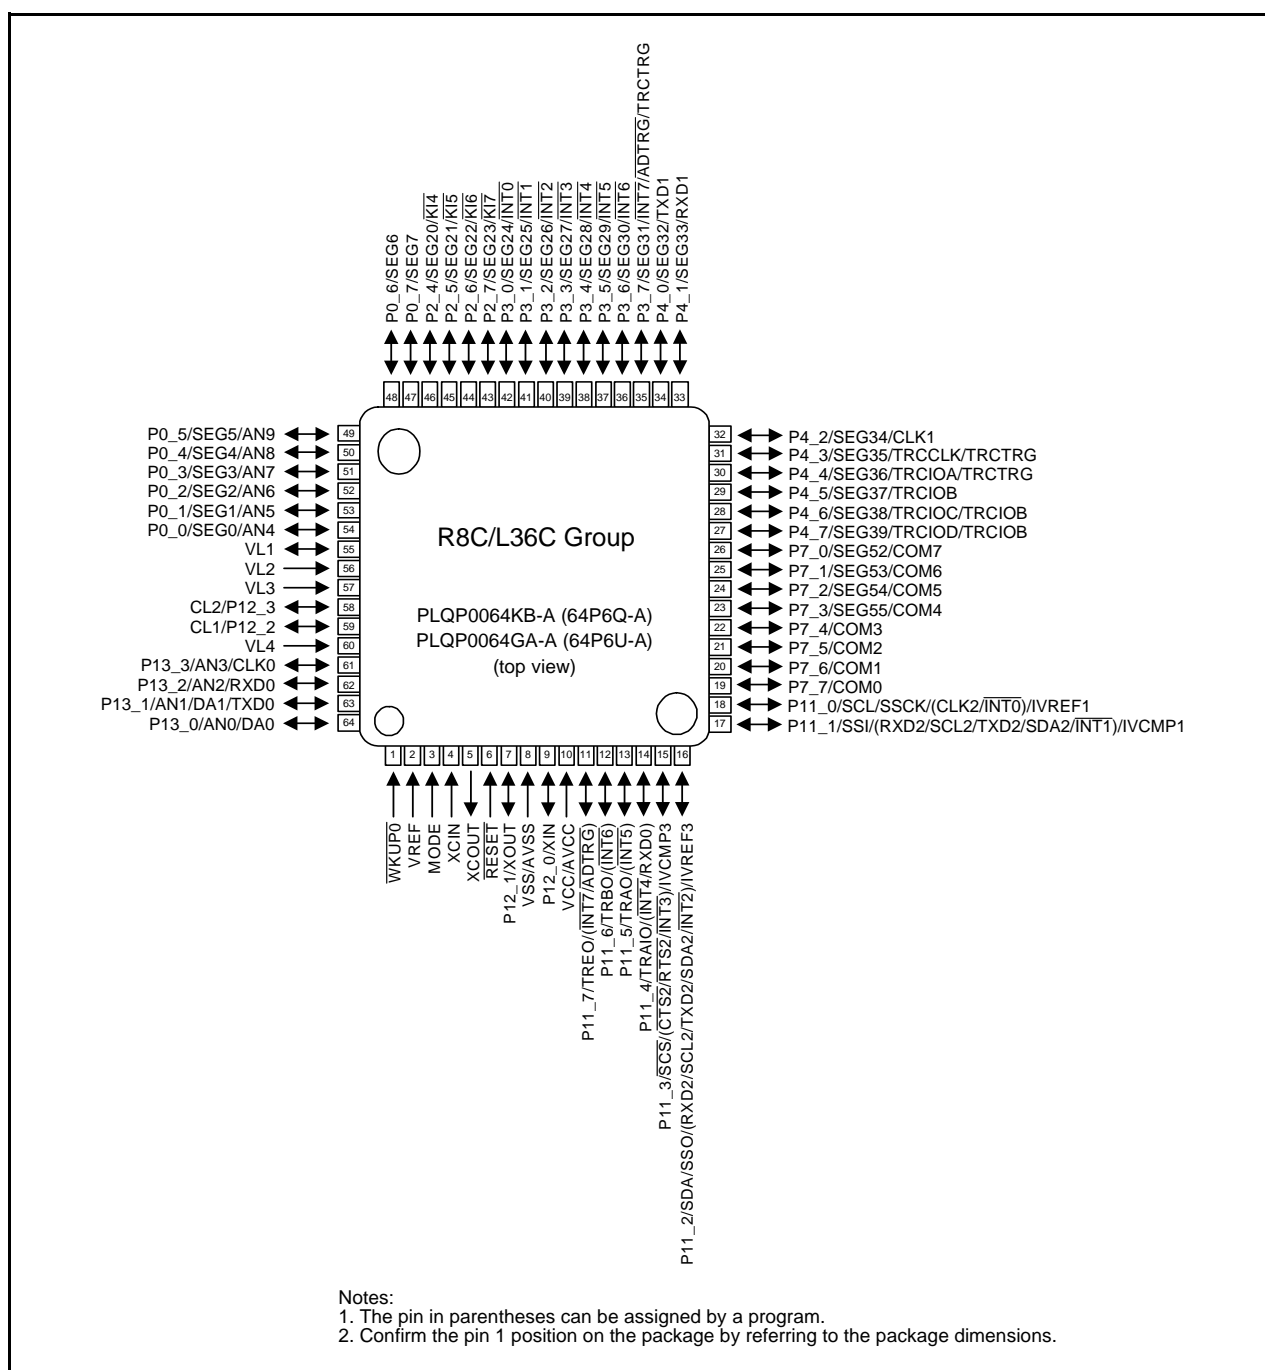 P0_6/SEG6
P0_7/SEG7
P2_4/SEG20/KI4
P2_5/SEG21/KI5
P2_6/SEG22/KI6
P2_7/SEG23/KI7
P3_0/SEG24/INT0
P3_1/SEG25/INT1
P3_2/SEG26/INT2
P3_3/SEG27/INT3
P3_4/SEG28/INT4
P3_5/SEG29/INT5
P3_6/SEG30/INT6
P3_7/SEG31/INT7/ADTRG/TRCTRG
P4_0/SEG32/TXD1
P4_1/SEG33/RXD1
48 47 46 45 44 43 42 41 40 39 38 37 36 35 34 33
P0_5/SEG5/AN9 49
P0_4/SEG4/AN8 50
P0_3/SEG3/AN7 51
P0_2/SEG2/AN6 52
P0_1/SEG1/AN5 53
P0_0/SEG0/AN4 54
VL1 55
VL2 56
VL3 57
CL2/P12_3 58
CL1/P12_2 59
VL4 60
P13_3/AN3/CLK0 61
P13_2/AN2/RXD0 62
P13_1/AN1/DA1/TXD0 63
P13_0/AN0/DA0 64
R8C/L36C Group
PLQP0064KB-A (64P6Q-A)
PLQP0064GA-A (64P6U-A)
(top view)
32 P4_2/SEG34/CLK1
31 P4_3/SEG35/TRCCLK/TRCTRG
30 P4_4/SEG36/TRCIOA/TRCTRG
29 P4_5/SEG37/TRCIOB
28 P4_6/SEG38/TRCIOC/TRCIOB
27 P4_7/SEG39/TRCIOD/TRCIOB
26 P7_0/SEG52/COM7
25 P7_1/SEG53/COM6
24 P7_2/SEG54/COM5
23 P7_3/SEG55/COM4
22 P7_4/COM3
21 P7_5/COM2
20 P7_6/COM1
19 P7_7/COM0
18 P11_0/SCL/SSCK/(CLK2/INT0)/IVREF1
17 P11_1/SSI/(RXD2/SCL2/TXD2/SDA2/INT1)/IVCMP1
1 2 3 4 5 6 7 8 9 10 11 12 13 14 15 16
WKUP0
VREF
MODE
XCIN
XCOUT
RESET
P12_1/XOUT
VSS/AVSS
P12_0/XIN
VCC/AVCC
P11_7/TREO/(INT7/ADTRG)
P11_6/TRBO/(INT6)
P11_5/TRAO/(INT5)
P11_4/TRAIO/(INT4/RXD0)
P11_3/SCS/(CTS2/RTS2/INT3)/IVCMP3
P11_2/SDA/SSO/(RXD2/SCL2/TXD2/SDA2/INT2)/IVREF3
Notes:
1. The pin in parentheses can be assigned by a program.
2. Confirm the pin 1 position on the package by referring to the package dimensions.